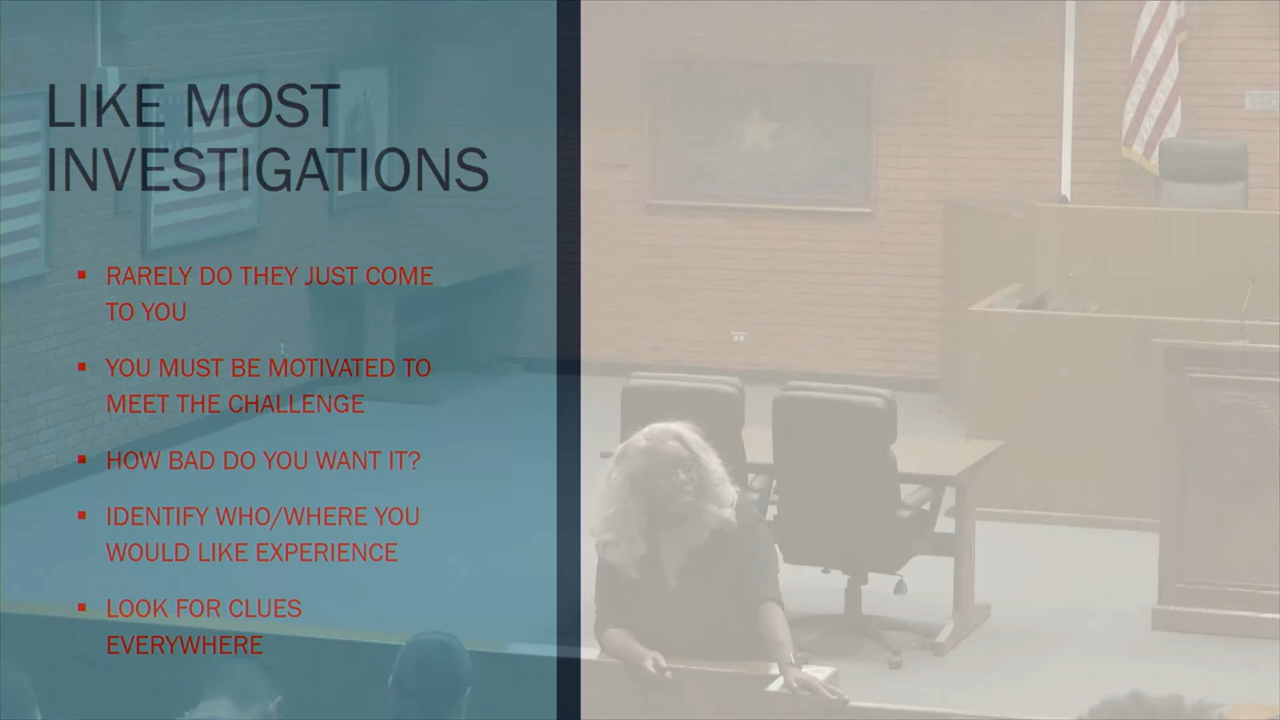 LIKE MOST
INVESTIGATIONS
▪ RARELY DO THEY JUST COME
TO YOU
▪ YOU MUST BE MOTIVATED TO
MEET THE CHALLENGE
▪ HOW BAD DO YOU WANT IT?
▪ IDENTIFY WHO/WHERE YOU
WOULD LIKE EXPERIENCE
▪ LOOK FOR CLUES
EVERYWHERE